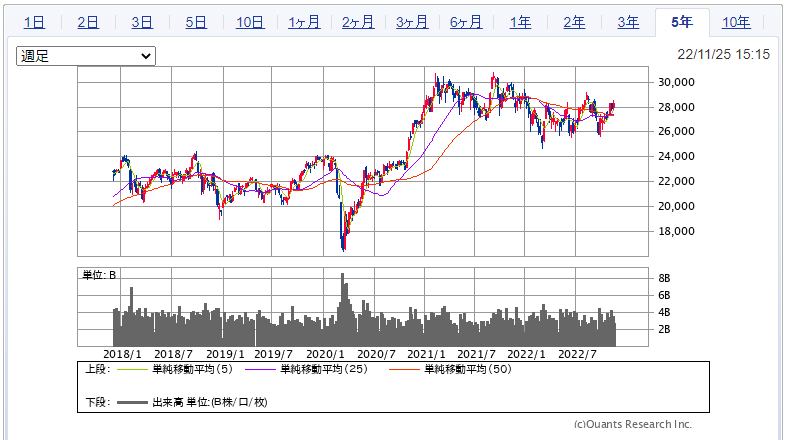 1日 2日 3日 5日 10日 1ヶ月 2ヶ月 3ヶ月 6ヶ月 1年 2年 3年 5年 10年
週足 22/11/25 15:15
30,000
28,000
26,000
24,000
22,000
20,000
18,000
単位: B
8B
6B
4B
2B
2018/1 2018/7 2019/1 2019/7 2020/1 2020/7 2021/1 2021/7 2022/1 2022/7
上段: 単純移動平均(5) 単純移動平均(25) 単純移動平均(50)
下段: 出来高 単位:(B株/口/枚)
(c)Quants Research Inc.